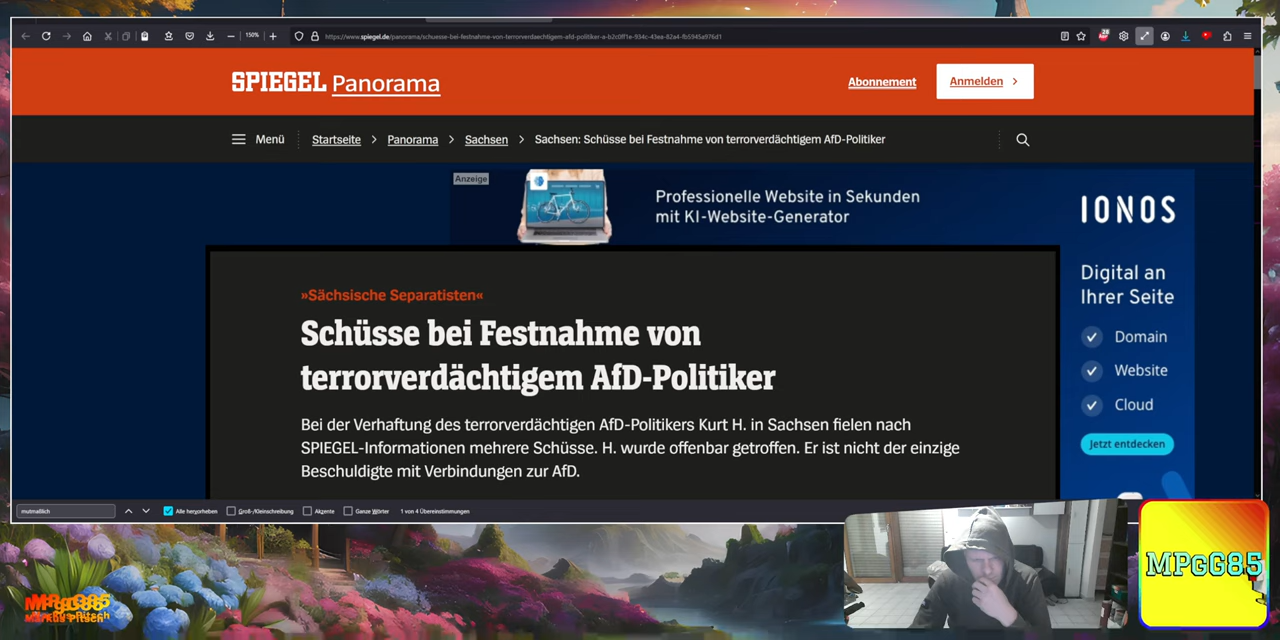 150%
https://www.spiegel.de/panorama/schuesse-bei-festnahme-von-terrorverdaechtigem-afd-politiker-a-b2c0ff1e-934c-43ea-82a4-fb5945a976d1
28
SPIEGEL Panorama
Abonnement
Anmelden
Menü
Startseite
Panorama
Sachsen
Sachsen: Schüsse bei Festnahme von terrorverdächtigem AfD-Politiker
Anzeige
Professionelle Website in Sekunden
mit KI-Website-Generator
IONOS
Digital an
Ihrer Seite
Domain
Website
Cloud
Jetzt entdecken
»Sächsische Separatisten«
Schüsse bei Festnahme von
terrorverdächtigem AfD-Politiker
Bei der Verhaftung des terrorverdächtigen AfD-Politikers Kurt H. in Sachsen fielen nach
SPIEGEL-Informationen mehrere Schüsse. H. wurde offenbar getroffen. Er ist nicht der einzige
Beschuldigte mit Verbindungen zur AfD.
mutmaßlich
Alle hervorheben
Groß-/Kleinschreibung
Akzente
Ganze Wörter
1 von 4 Übereinstimmungen
MPgG85
Markus Pitsch
MPgG85